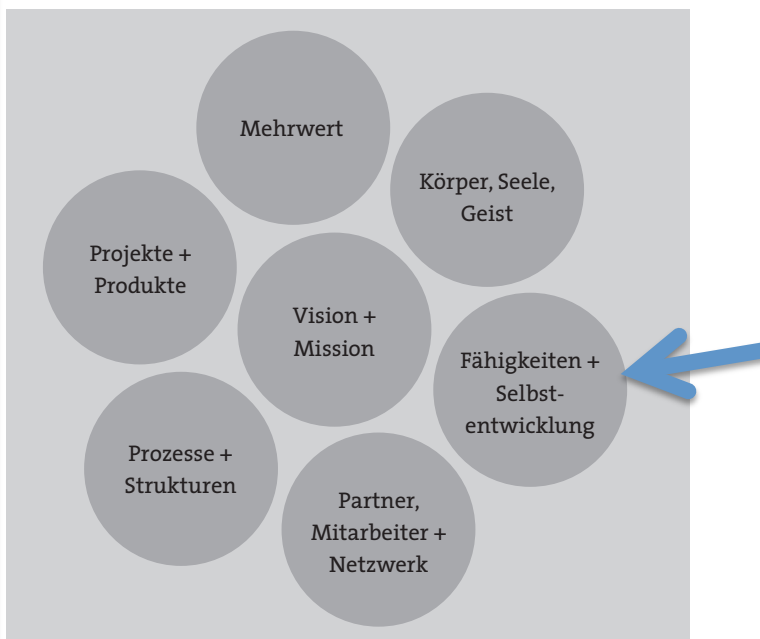 Mehrwert
Körper, Seele,
Geist
Projekte +
Produkte
Vision +
Mission
Fähigkeiten +
Selbst-
entwicklung
Prozesse +
Strukturen
Partner,
Mitarbeiter +
Netzwerk